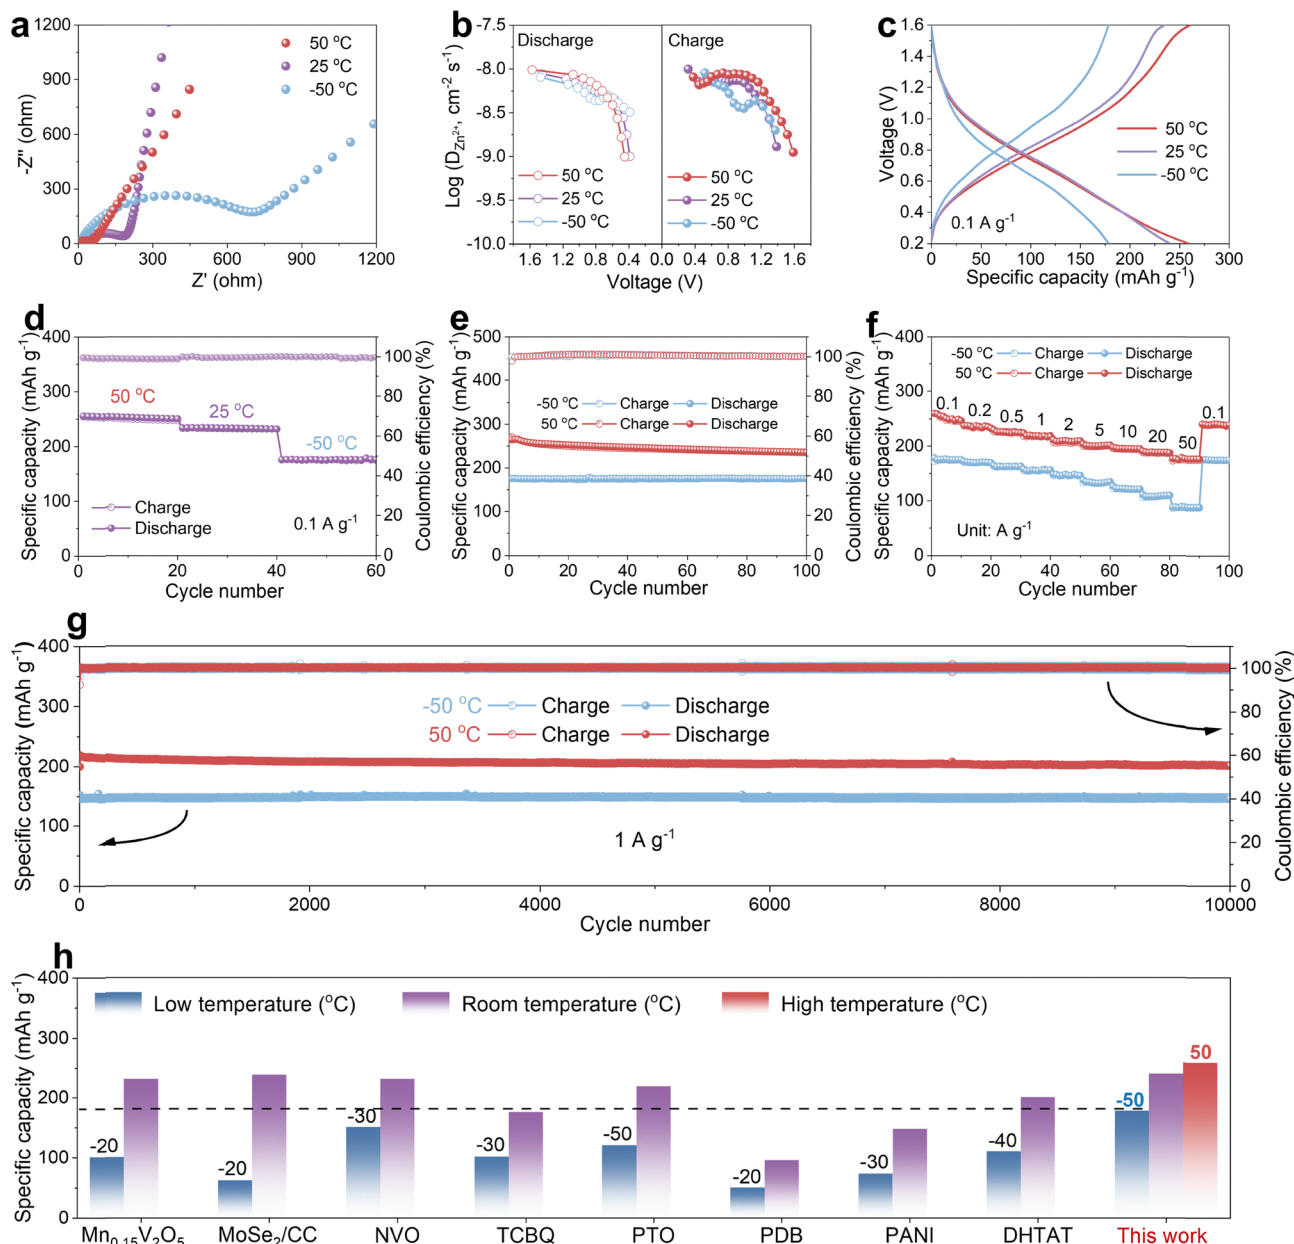 a
-Z'' (ohm)
1200
900
600
300
0
0
300
600
900
1200
Z' (ohm)
50 °C
25 °C
-50 °C
b
Log (D_Zn²⁺, cm⁻² s⁻¹)
-7.5
-8.0
-8.5
-9.0
-9.5
-10.0
Discharge
Charge
50 °C
25 °C
-50 °C
50 °C
25 °C
-50 °C
1.6
1.2
0.8
0.4
0.0
0.4
0.8
1.2
1.6
Voltage (V)
c
Voltage (V)
1.6
1.4
1.2
1.0
0.8
0.6
0.4
0.2
50 °C
25 °C
-50 °C
0.1 A g⁻¹
0
50
100
150
200
250
300
Specific capacity (mAh g⁻¹)
d
Specific capacity (mAh g⁻¹)
400
350
300
250
200
150
100
50
0
50 °C
25 °C
-50 °C
Charge
Discharge
0.1 A g⁻¹
100
80
60
40
20
0
Coulombic efficiency (%)
0
20
40
60
Cycle number
e
Specific capacity (mAh g⁻¹)
500
450
400
350
300
250
200
150
100
50
0
-50 °C Charge Discharge
50 °C Charge Discharge
100
80
60
40
20
0
Coulombic efficiency (%)
0
20
40
60
80
100
Cycle number
f
Specific capacity (mAh g⁻¹)
400
300
200
100
0
-50 °C Charge Discharge
50 °C Charge Discharge
0.1
0.2
0.5
1
2
5
10
20
50
0.1
Unit: A g⁻¹
0
20
40
60
80
100
Cycle number
g
Specific capacity (mAh g⁻¹)
400
300
200
100
0
-50 °C Charge Discharge
50 °C Charge Discharge
1 A g⁻¹
100
80
60
40
20
0
Coulombic efficiency (%)
0
2000
4000
6000
8000
10000
Cycle number
h
Specific capacity (mAh g⁻¹)
400
300
200
100
0
Low temperature (°C)
Room temperature (°C)
High temperature (°C)
-20
-20
-30
-30
-50
-20
-30
-40
-50
50
Mn₀.₁₅V₂O₅
MoSe₂/CC
NVO
TCBQ
PTO
PDB
PANI
DHTAT
This work